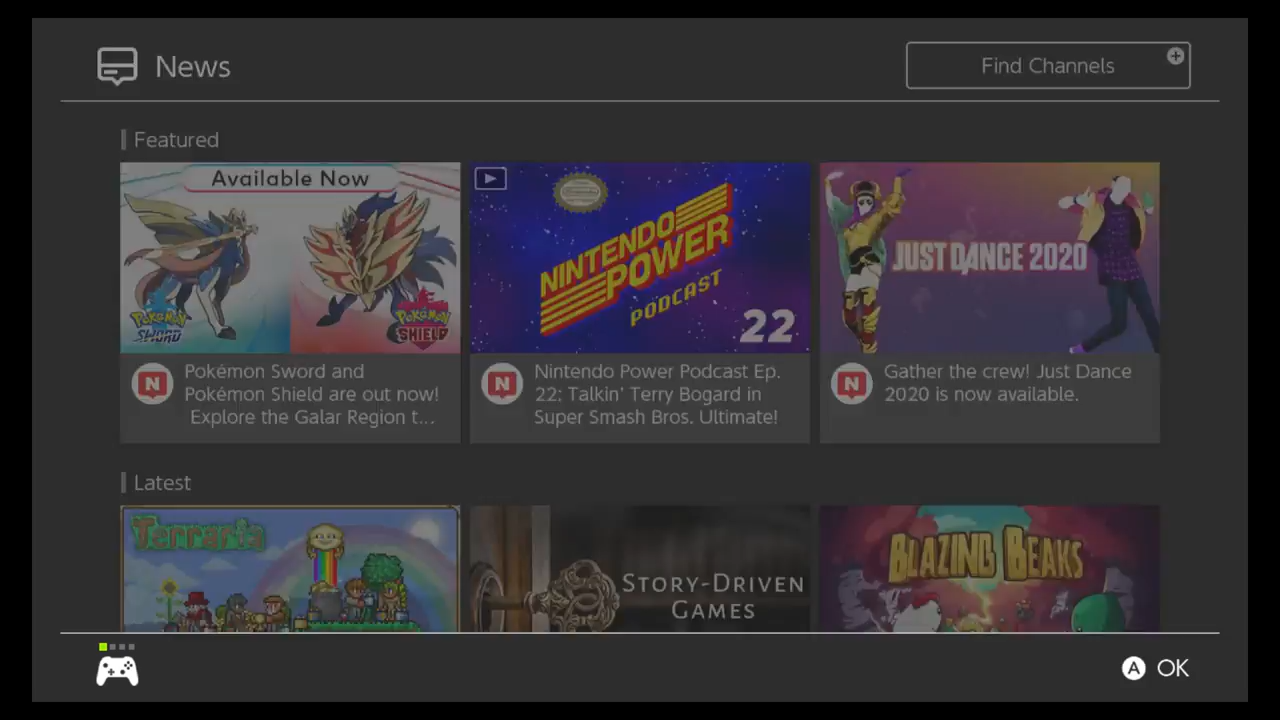 News
Find Channels
Featured
Available Now
POKÉMON
SWORD
POKÉMON
SHIELD
NINTENDO
POWER
PODCAST
22
JUST DANCE 2020
N
Pokémon Sword and
Pokémon Shield are out now!
Explore the Galar Region t...
N
Nintendo Power Podcast Ep.
22: Talkin' Terry Bogard in
Super Smash Bros. Ultimate!
N
Gather the crew! Just Dance
2020 is now available.
Latest
Terraria
STORY-DRIVEN
GAMES
BLAZING BEAKS
A OK